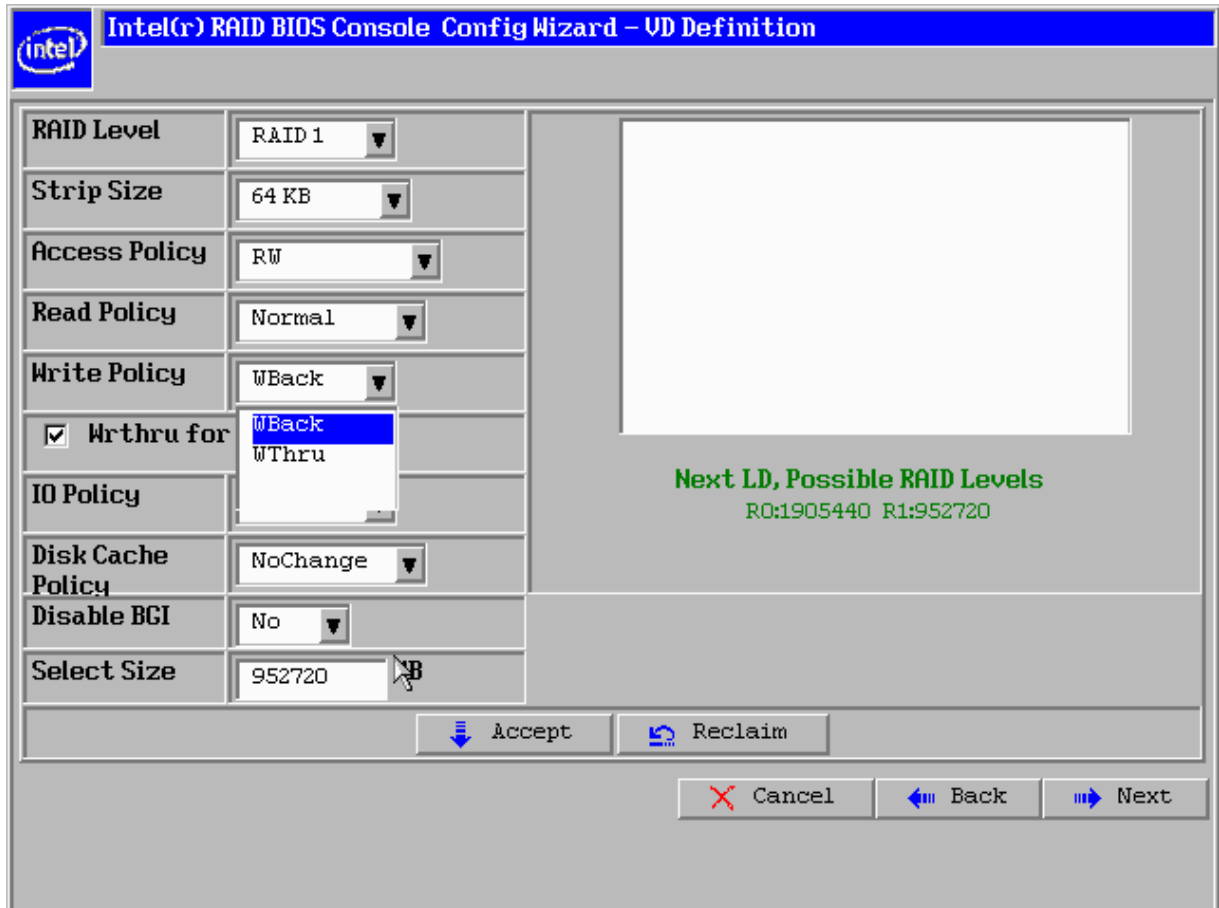 Intel(r) RAID BIOS Console Config Wizard – VD Definition
intel
RAID Level
RAID 1
Strip Size
64 KB
Access Policy
RW
Read Policy
Normal
Write Policy
WBack
WBack
WThru
Wrthru for
IO Policy
Disk Cache
Policy
NoChange
Disable BGI
No
Select Size
952720
Next LD, Possible RAID Levels
R0:1905440 R1:952720
Accept
Reclaim
Cancel
Back
Next